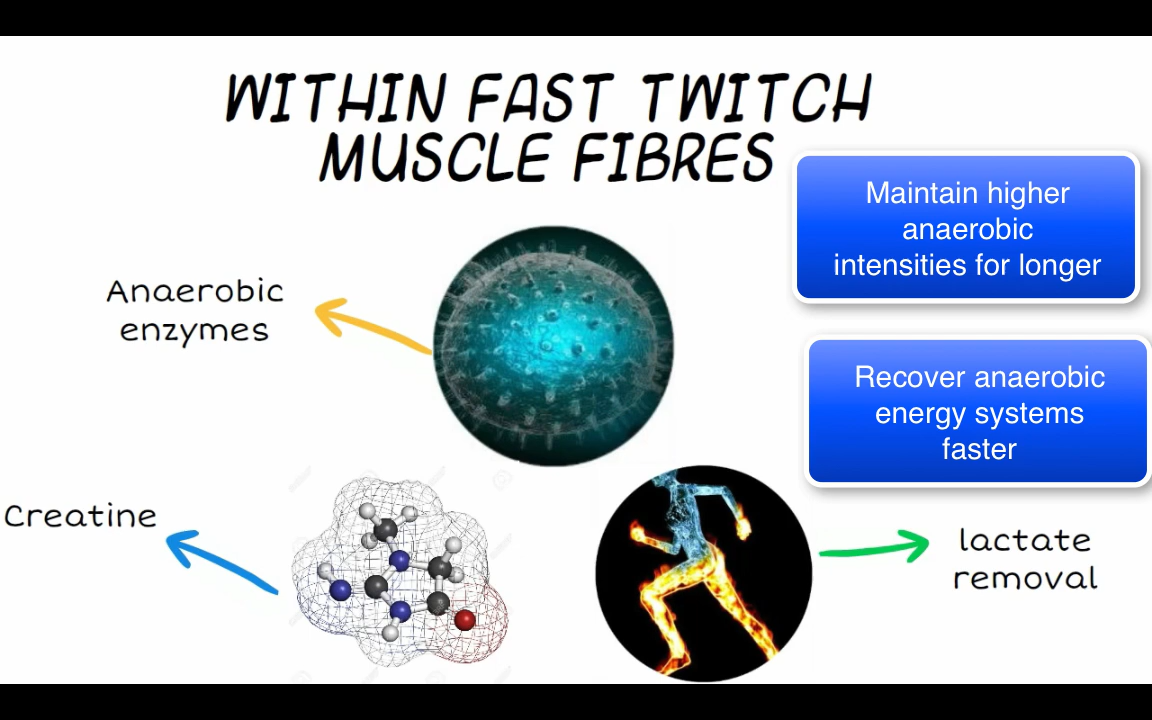 WITHIN FAST TWITCH
MUSCLE FIBRES
Maintain higher
anaerobic
intensities for longer
Anaerobic
enzymes
Recover anaerobic
energy systems
faster
Creatine
lactate
removal